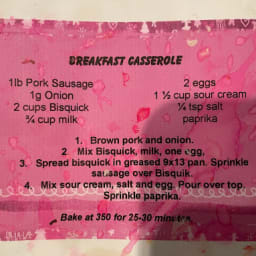 BREAKFAST CASSEROLE
1lb Pork Sausage
1g Onion
2 cups Bisquick
¾ cup milk
2 eggs
1 ½ cup sour cream
¼ tsp salt
paprika
1. Brown pork and onion.
2 Mix Bisquick, milk, one egg,
3. Spread bisquick in greased 9x13 pan. Sprinkle
sausage over Bisquik.
4. Mix sour cream, salt and egg. Pour over top.
Sprinkle paprika.
Bake at 350 for 25-30 minutes.